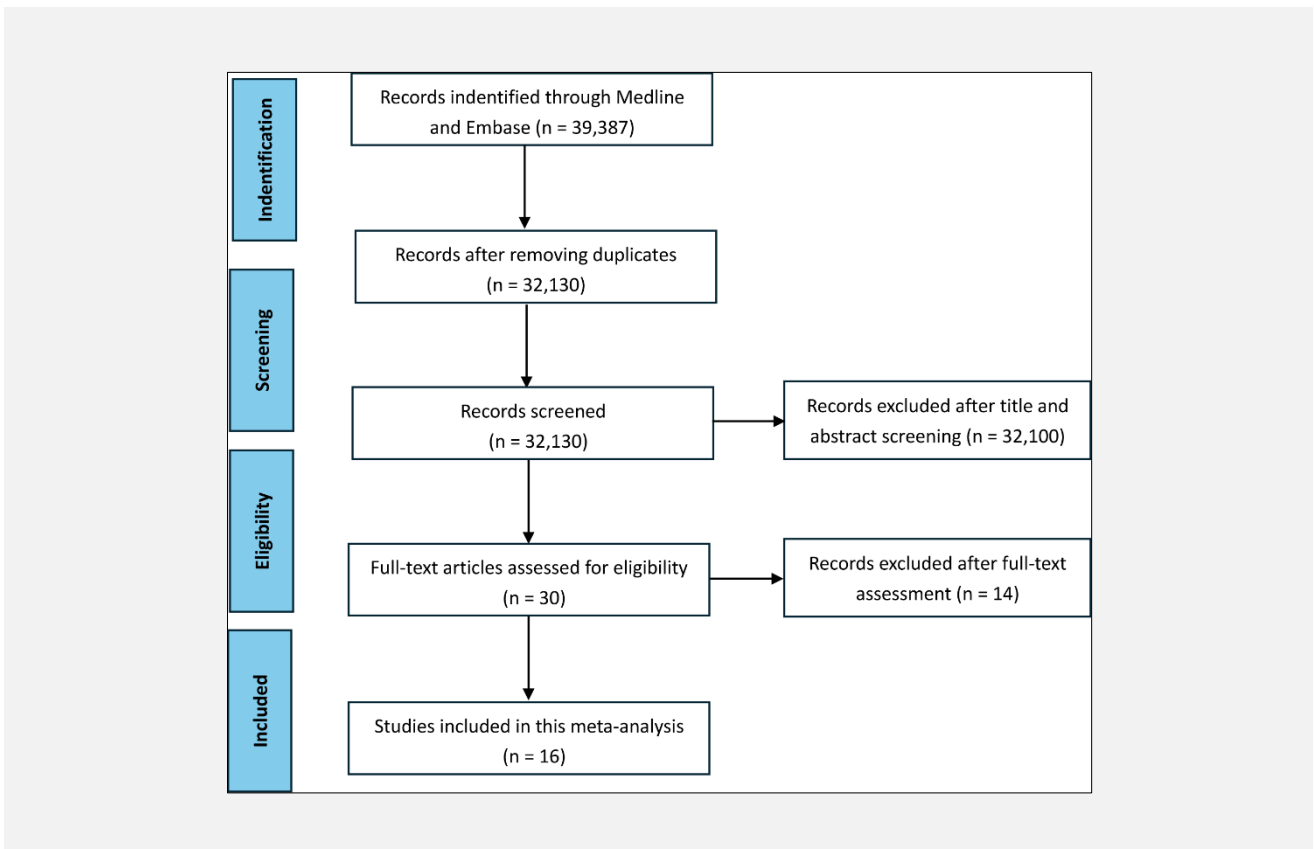 Indentification
Records indentified through Medline
and Embase (n = 39,387)
Records after removing duplicates
(n = 32,130)
Screening
Records screened
(n = 32,130)
Records excluded after title and
abstract screening (n = 32,100)
Eligibility
Full-text articles assessed for eligibility
(n = 30)
Records excluded after full-text
assessment (n = 14)
Included
Studies included in this meta-analysis
(n = 16)